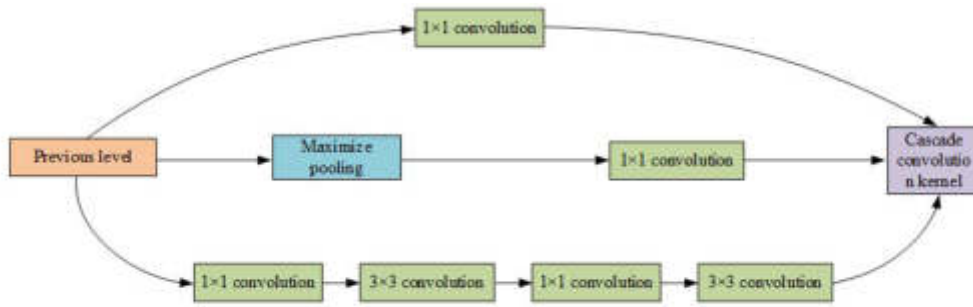 1×1 convolution
Previous level
Maximize
pooling
1×1 convolution
Cascade
convolutio
n kernel
1×1 convolution
3×3 convolution
1×1 convolution
3×3 convolution